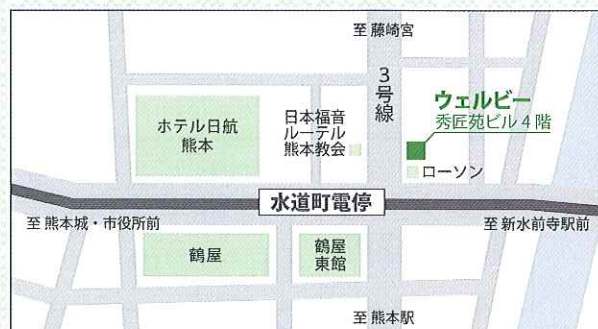 至 藤崎宮
3号線
ウェルビー
秀匠苑ビル 4 階
ホテル日航
熊本
日本福音
ルーテル
熊本教会
ローソン
水道町電停
至 熊本城・市役所前
至 新水前寺駅前
鶴屋
鶴屋
東館
至 熊本駅